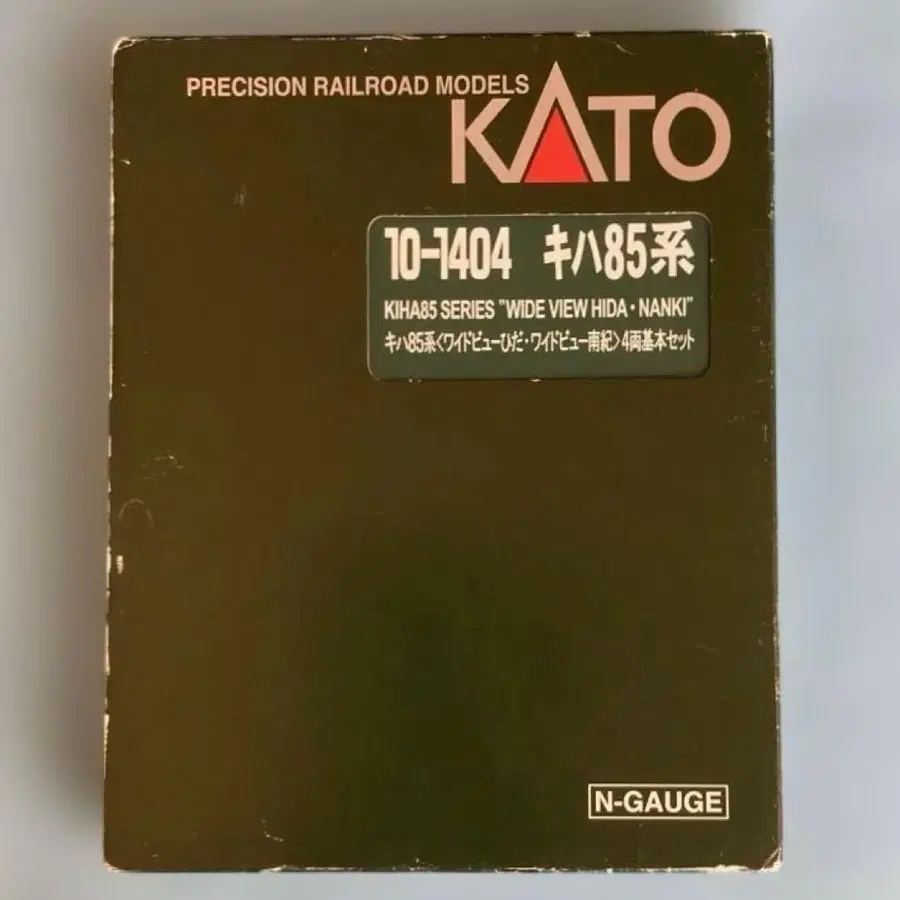 PRECISION RAILROAD MODELS
KATO
10-1404 キハ85系
KIHA85 SERIES "WIDE VIEW HIDA・NANKI"
キハ85系〈ワイドビューひだ・ワイドビュー南紀〉4両基本セット
N-GAUGE